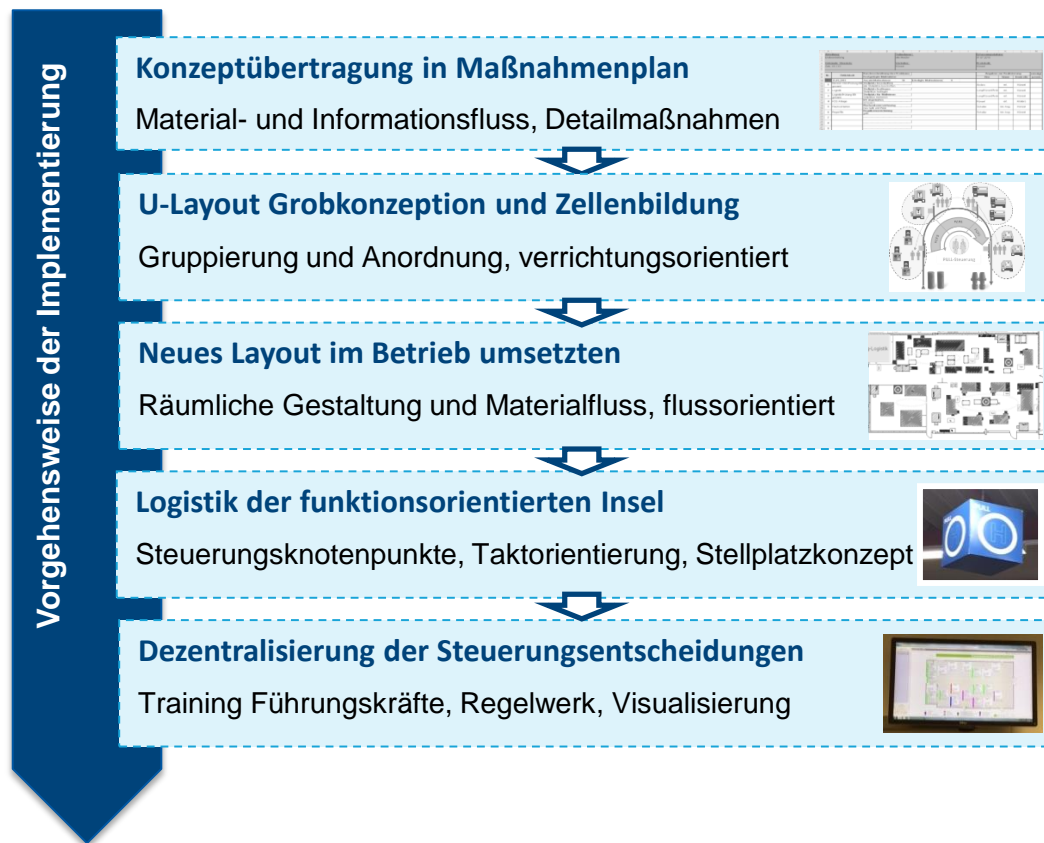 Vorgehensweise der Implementierung
Konzeptübertragung in Maßnahmenplan
Material- und Informationsfluss, Detailmaßnahmen
U-Layout Grobkonzeption und Zellenbildung
Gruppierung und Anordnung, verrichtungsorientiert
Neues Layout im Betrieb umsetzten
Räumliche Gestaltung und Materialfluss, flussorientiert
Logistik der funktionsorientierten Insel
Steuerungsknotenpunkte, Taktorientierung, Stellplatzkonzept
Dezentralisierung der Steuerungsentscheidungen
Training Führungskräfte, Regelwerk, Visualisierung